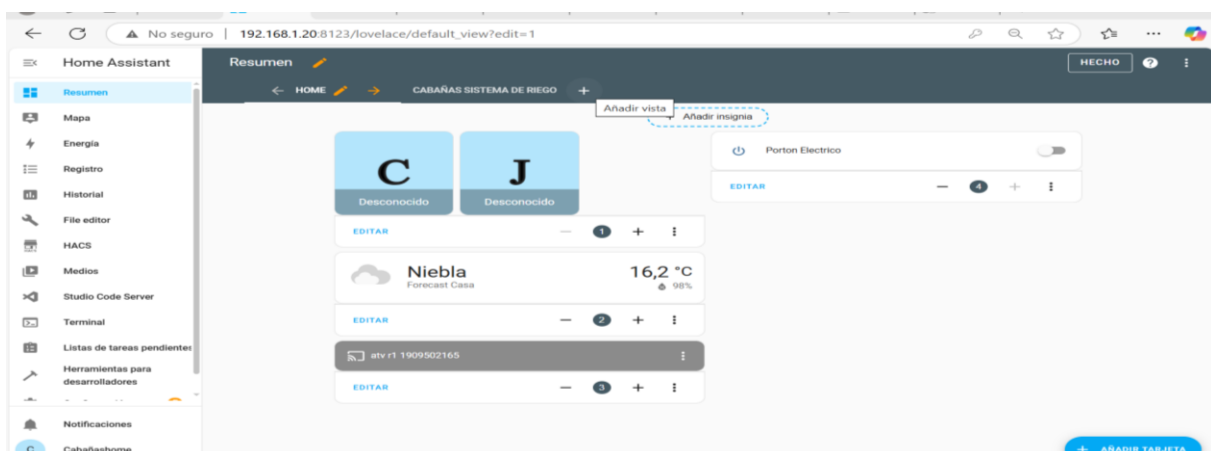 No seguro | 192.168.1.20:8123/lovelace/default_view?edit=1
Home Assistant
Resumen
HECHO
HOME
CABAÑAS SISTEMA DE RIEGO
Añadir vista
Añadir insignia
Resumen
Mapa
Energía
Registro
Historial
File editor
HACS
Medios
Studio Code Server
Terminal
Listas de tareas pendientes
Herramientas para
desarrolladores
Notificaciones
C Cabañashome
C
Desconocido
J
Desconocido
EDITAR 1
Niebla
Forecast Casa
16,2 °C
98%
EDITAR 2
atv r1 1909502165
EDITAR 3
Porton Electrico
EDITAR 4
AÑADIR TARJETA